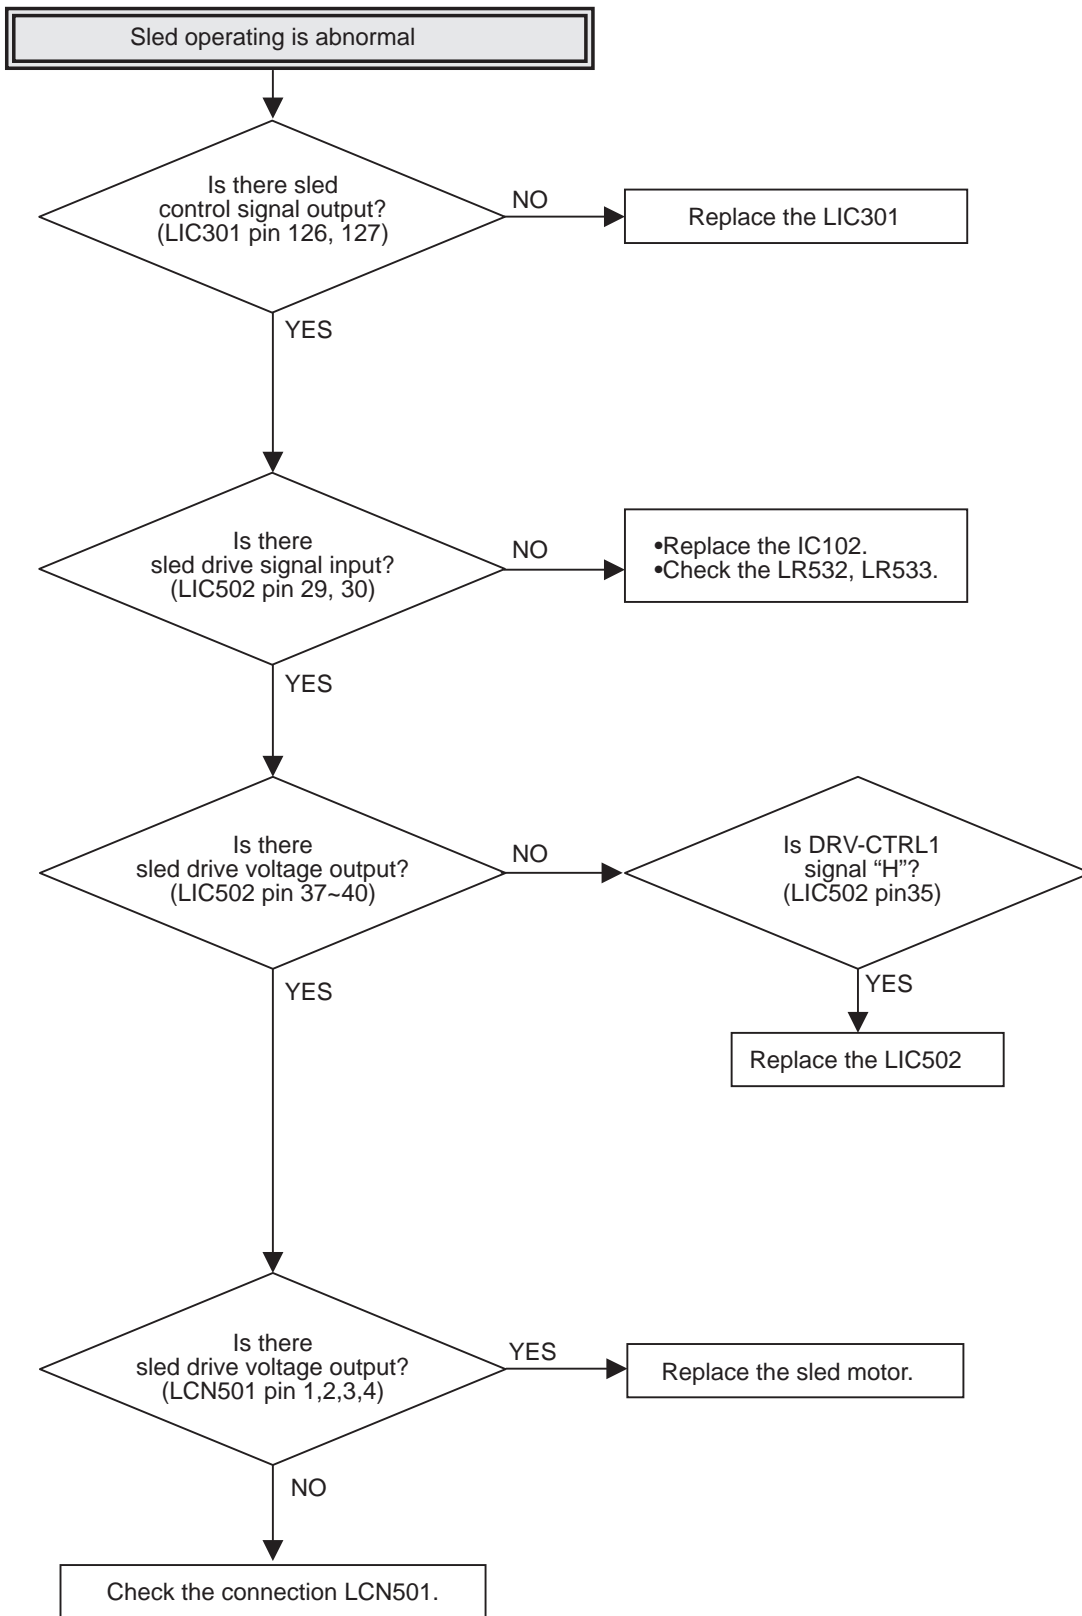 Sled operating is abnormal
Is there sled
control signal output?
(LIC301 pin 126, 127)
NO
Replace the LIC301
YES
Is there
sled drive signal input?
(LIC502 pin 29, 30)
NO
•Replace the IC102.
•Check the LR532, LR533.
YES
Is there
sled drive voltage output?
(LIC502 pin 37~40)
NO
Is DRV-CTRL1
signal “H”?
(LIC502 pin35)
YES
YES
Replace the LIC502
Is there
sled drive voltage output?
(LCN501 pin 1,2,3,4)
YES
Replace the sled motor.
NO
Check the connection LCN501.